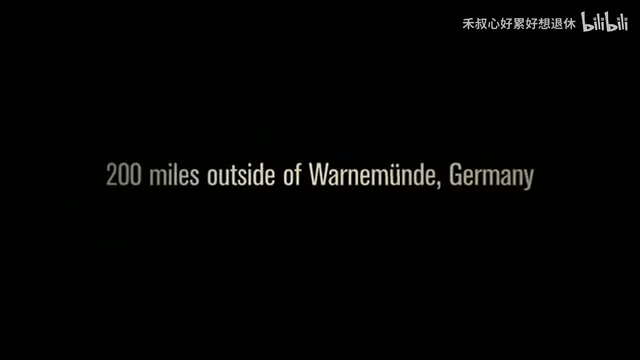 禾叔心好累好想退休 bilibili
200 miles outside of Warnemünde, Germany